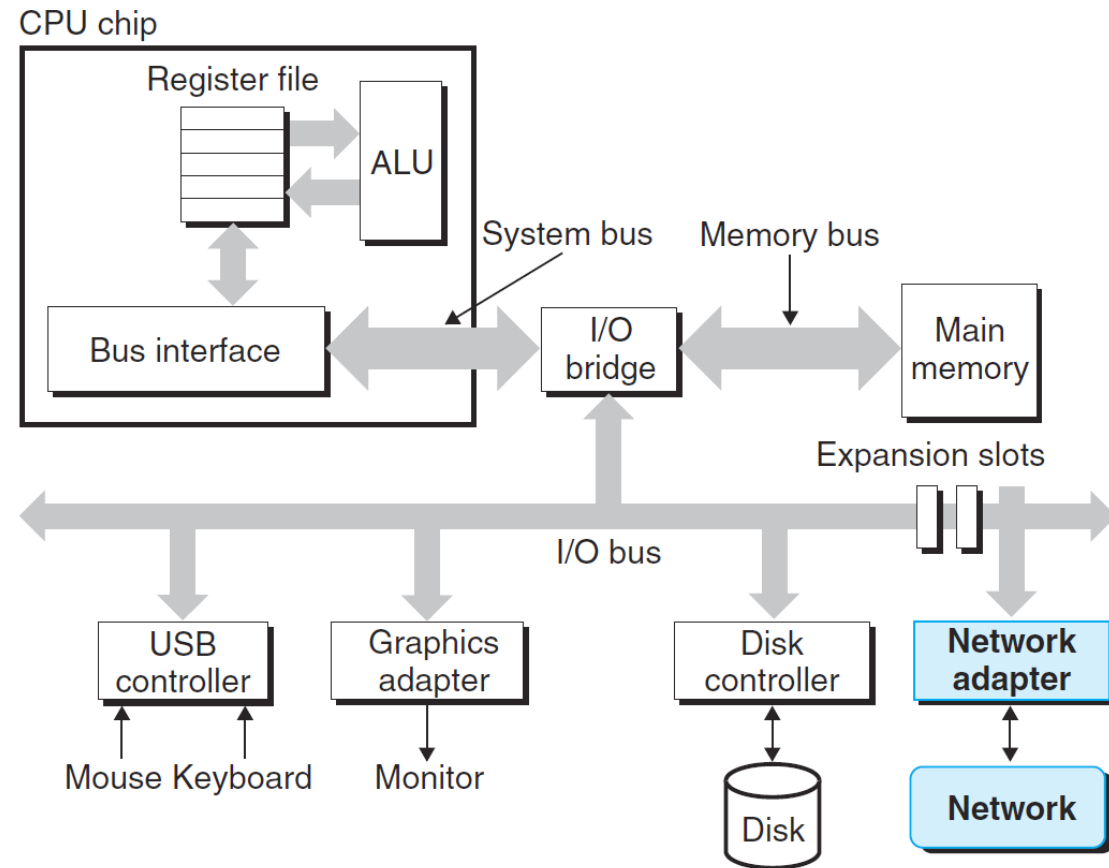 CPU chip
Register file
ALU
System bus
Memory bus
Bus interface
I/O
bridge
Main
memory
Expansion slots
I/O bus
USB
controller
Graphics
adapter
Disk
controller
Network
adapter
Mouse Keyboard
Monitor
Disk
Network